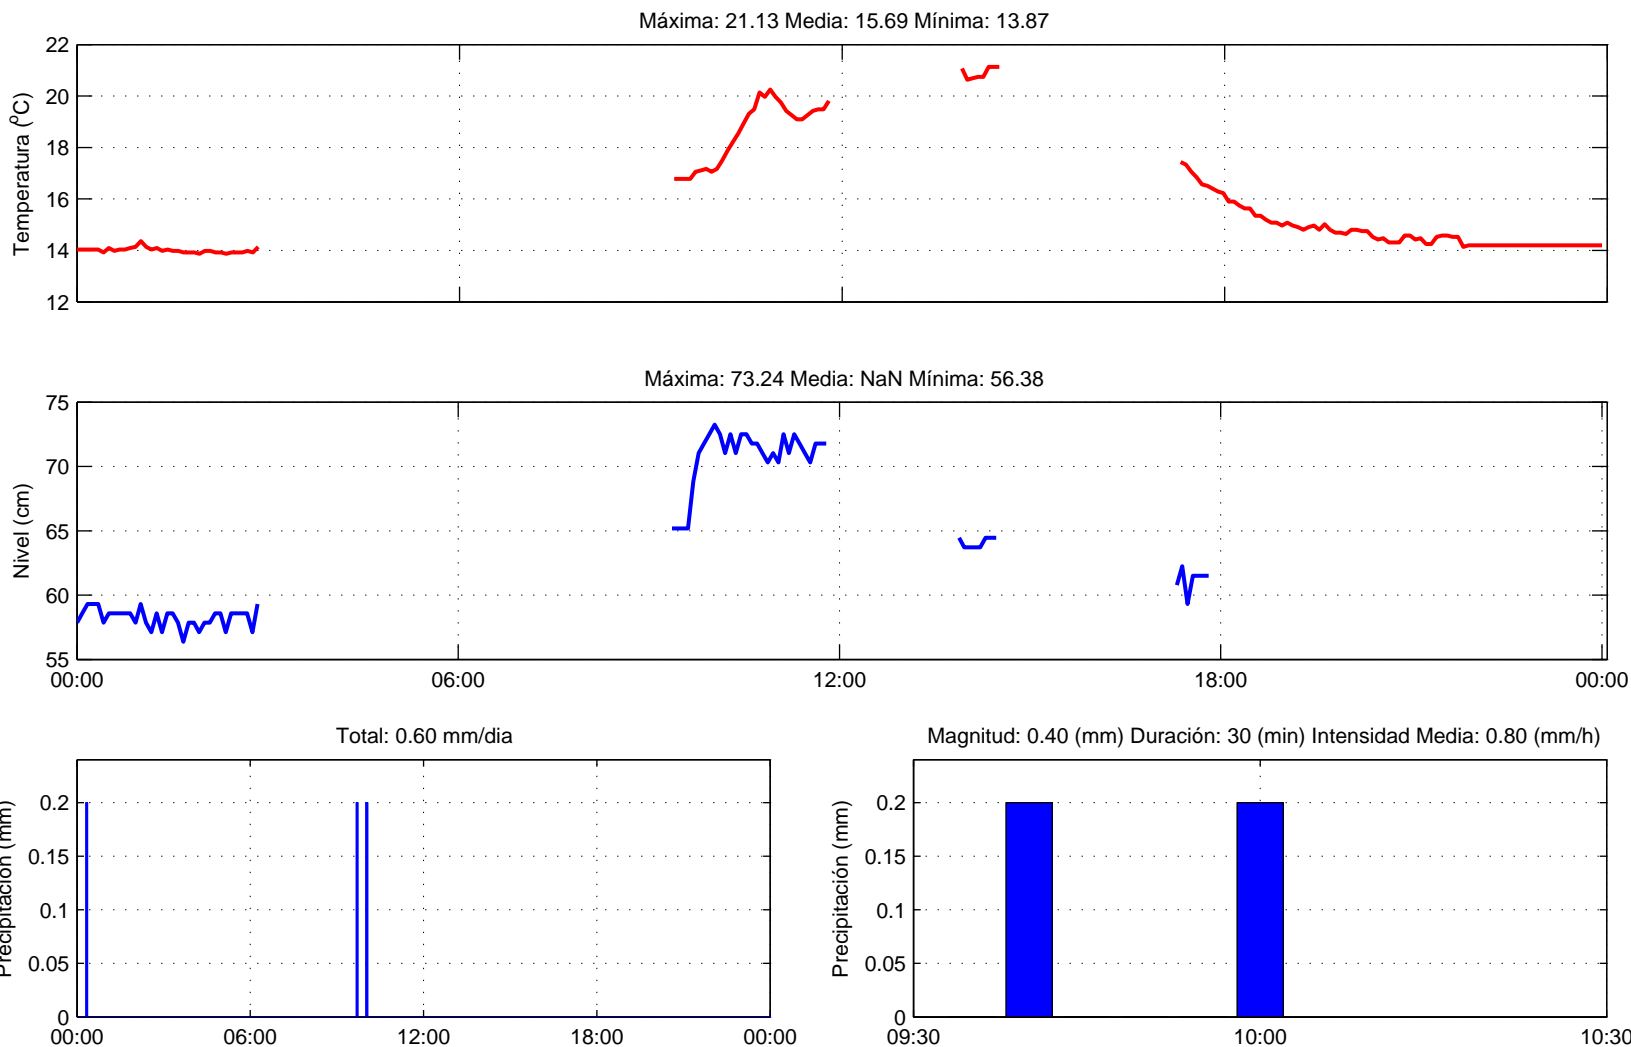 Máxima: 21.13 Media: 15.69 Mínima: 13.87
Temperatura (ºC)
22
20
18
16
14
12
Máxima: 73.24 Media: NaN Mínima: 56.38
Nivel (cm)
75
70
65
60
55
00:00 06:00 12:00 18:00 00:00
Total: 0.60 mm/dia
Precipitación (mm)
0.2
0.15
0.1
0.05
0
00:00 06:00 12:00 18:00 00:00
Magnitud: 0.40 (mm) Duración: 30 (min) Intensidad Media: 0.80 (mm/h)
Precipitación (mm)
0.2
0.15
0.1
0.05
0
09:30 10:00 10:30